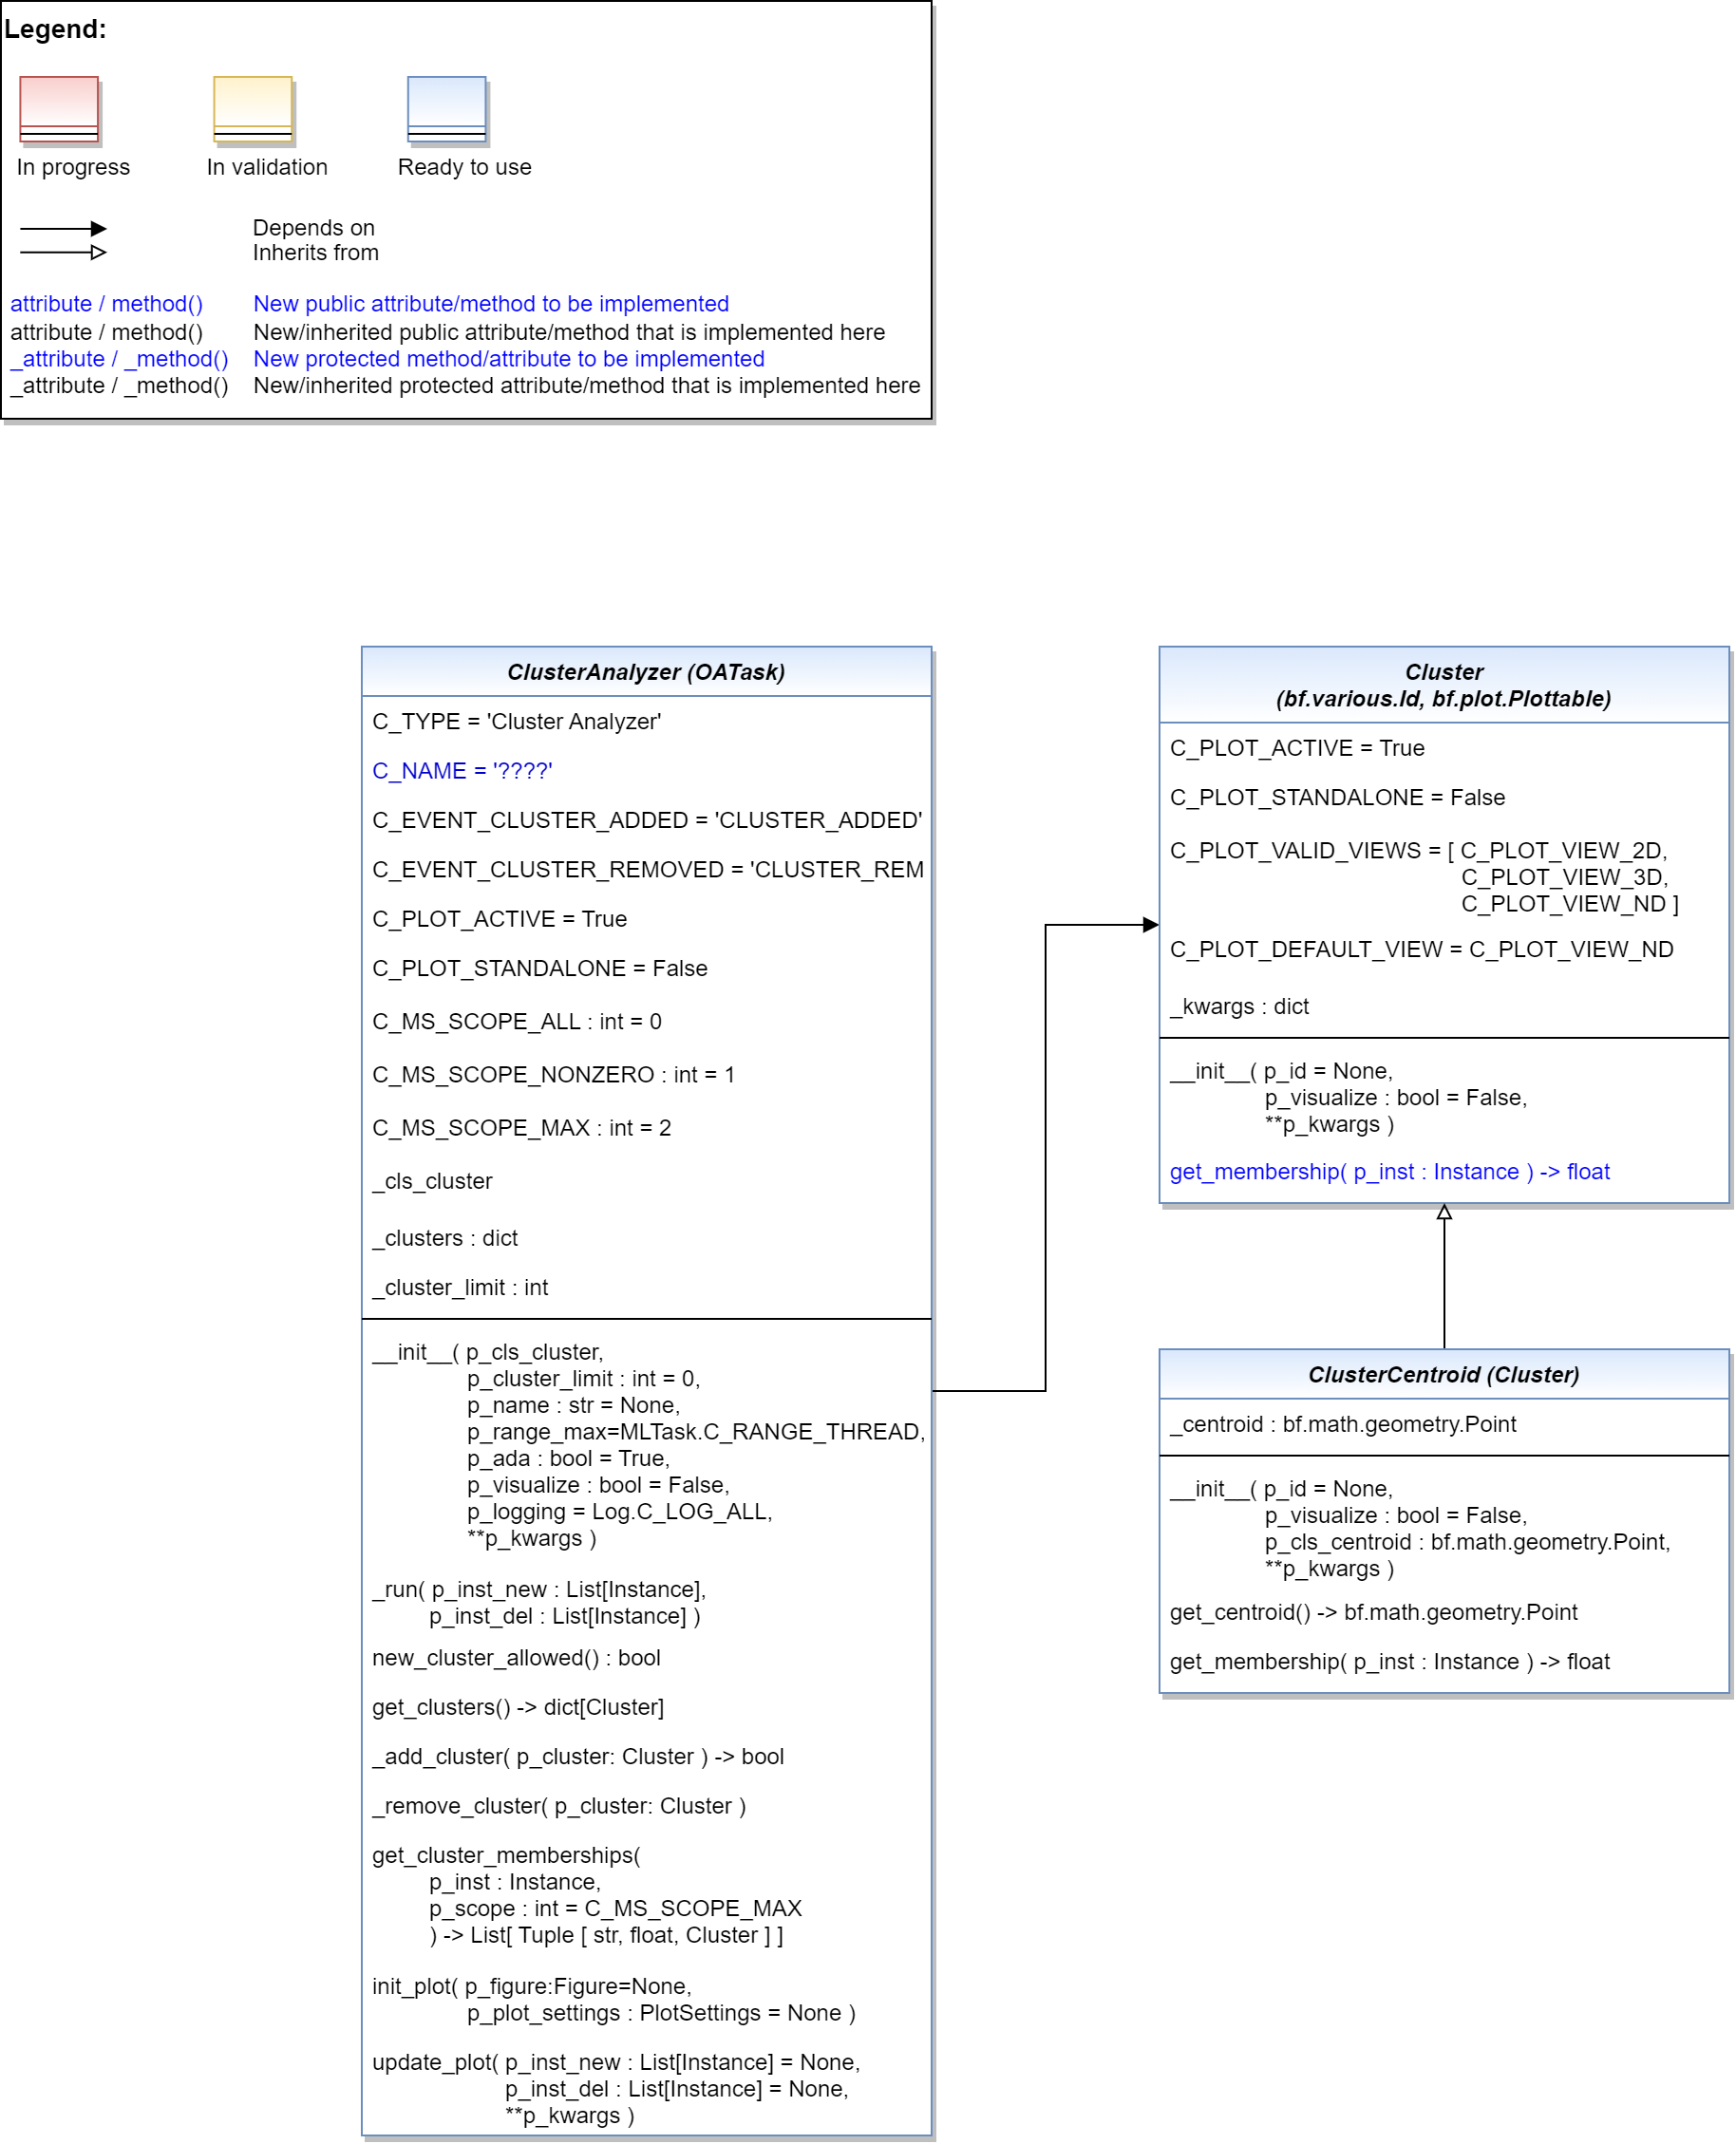 Legend:
In progress
In validation
Ready to use
Depends on
Inherits from
attribute / method() New public attribute/method to be implemented
attribute / method() New/inherited public attribute/method that is implemented here
_attribute / _method() New protected method/attribute to be implemented
_attribute / _method() New/inherited protected attribute/method that is implemented here
ClusterAnalyzer (OATask)
C_TYPE = 'Cluster Analyzer'
C_NAME = '????'
C_EVENT_CLUSTER_ADDED = 'CLUSTER_ADDED'
C_EVENT_CLUSTER_REMOVED = 'CLUSTER_REM
C_PLOT_ACTIVE = True
C_PLOT_STANDALONE = False
C_MS_SCOPE_ALL : int = 0
C_MS_SCOPE_NONZERO : int = 1
C_MS_SCOPE_MAX : int = 2
_cls_cluster
_clusters : dict
_cluster_limit : int
__init__( p_cls_cluster,
p_cluster_limit : int = 0,
p_name : str = None,
p_range_max=MLTask.C_RANGE_THREAD,
p_ada : bool = True,
p_visualize : bool = False,
p_logging = Log.C_LOG_ALL,
**p_kwargs )
_run( p_inst_new : List[Instance],
p_inst_del : List[Instance] )
new_cluster_allowed() : bool
get_clusters() -> dict[Cluster]
_add_cluster( p_cluster: Cluster ) -> bool
_remove_cluster( p_cluster: Cluster )
get_cluster_memberships(
p_inst : Instance,
p_scope : int = C_MS_SCOPE_MAX
) -> List[ Tuple [ str, float, Cluster ] ]
init_plot( p_figure:Figure=None,
p_plot_settings : PlotSettings = None )
update_plot( p_inst_new : List[Instance] = None,
p_inst_del : List[Instance] = None,
**p_kwargs )
Cluster
(bf.various.Id, bf.plot.Plottable)
C_PLOT_ACTIVE = True
C_PLOT_STANDALONE = False
C_PLOT_VALID_VIEWS = [ C_PLOT_VIEW_2D,
C_PLOT_VIEW_3D,
C_PLOT_VIEW_ND ]
C_PLOT_DEFAULT_VIEW = C_PLOT_VIEW_ND
_kwargs : dict
__init__( p_id = None,
p_visualize : bool = False,
**p_kwargs )
get_membership( p_inst : Instance ) -> float
ClusterCentroid (Cluster)
_centroid : bf.math.geometry.Point
__init__( p_id = None,
p_visualize : bool = False,
p_cls_centroid : bf.math.geometry.Point,
**p_kwargs )
get_centroid() -> bf.math.geometry.Point
get_membership( p_inst : Instance ) -> float